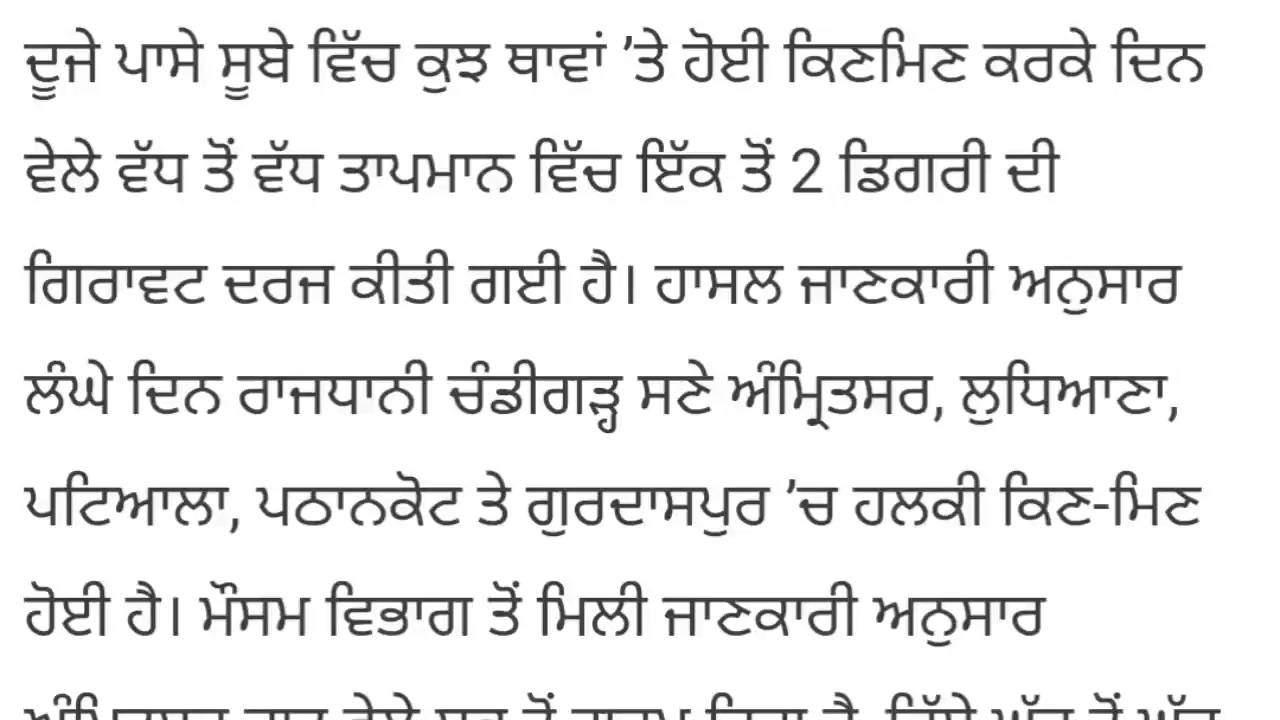 ਦੂਜੇ ਪਾਸੇ ਸੂਬੇ ਵਿੱਚ ਕੁਝ ਥਾਵਾਂ ’ਤੇ ਹੋਈ ਕਿਣਮਿਣ ਕਰਕੇ ਦਿਨ
ਵੇਲੇ ਵੱਧ ਤੋਂ ਵੱਧ ਤਾਪਮਾਨ ਵਿੱਚ ਇੱਕ ਤੋਂ 2 ਡਿਗਰੀ ਦੀ
ਗਿਰਾਵਟ ਦਰਜ ਕੀਤੀ ਗਈ ਹੈ। ਹਾਸਲ ਜਾਣਕਾਰੀ ਅਨੁਸਾਰ
ਲੰਘੇ ਦਿਨ ਰਾਜਧਾਨੀ ਚੰਡੀਗੜ੍ਹ ਸਣੇ ਅੰਮ੍ਰਿਤਸਰ, ਲੁਧਿਆਣਾ,
ਪਟਿਆਲਾ, ਪਠਾਨਕੋਟ ਤੇ ਗੁਰਦਾਸਪੁਰ ’ਚ ਹਲਕੀ ਕਿਣ-ਮਿਣ
ਹੋਈ ਹੈ। ਮੌਸਮ ਵਿਭਾਗ ਤੋਂ ਮਿਲੀ ਜਾਣਕਾਰੀ ਅਨੁਸਾਰ